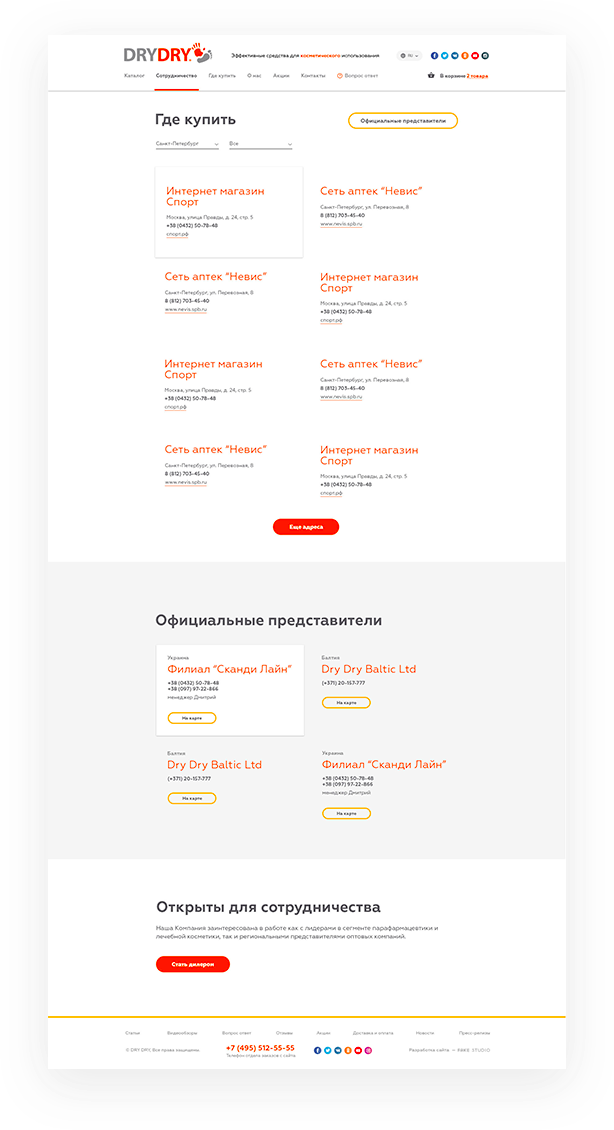 DRYDRY
Эффективные средства для косметического использования
RU
Каталог Сотрудничество Где купить О нас Акции Контакты Вопрос ответ В корзине 2 товара
Где купить
Официальные представители
Санкт-Петербург Все
Интернет магазин
Спорт
Москва, улица Правды, д. 24, стр. 5
+38 (0432) 50-78-48
спорт.рф
Сеть аптек “Невис”
Санкт-Петербург, ул. Перевозная, 8
8 (812) 703-45-40
www.nevis.spb.ru
Сеть аптек “Невис”
Санкт-Петербург, ул. Перевозная, 8
8 (812) 703-45-40
www.nevis.spb.ru
Интернет магазин
Спорт
Москва, улица Правды, д. 24, стр. 5
+38 (0432) 50-78-48
спорт.рф
Интернет магазин
Спорт
Москва, улица Правды, д. 24, стр. 5
+38 (0432) 50-78-48
спорт.рф
Сеть аптек “Невис”
Санкт-Петербург, ул. Перевозная, 8
8 (812) 703-45-40
www.nevis.spb.ru
Сеть аптек “Невис”
Санкт-Петербург, ул. Перевозная, 8
8 (812) 703-45-40
www.nevis.spb.ru
Интернет магазин
Спорт
Москва, улица Правды, д. 24, стр. 5
+38 (0432) 50-78-48
спорт.рф
Еще адреса
Официальные представители
Украина
Филиал “Сканди Лайн”
+38 (0432) 50-78-48
+38 (097) 97-22-866
менеджер Дмитрий
На карте
Балтия
Dry Dry Baltic Ltd
(+371) 20-157-777
На карте
Балтия
Dry Dry Baltic Ltd
(+371) 20-157-777
На карте
Украина
Филиал “Сканди Лайн”
+38 (0432) 50-78-48
+38 (097) 97-22-866
менеджер Дмитрий
На карте
Открыты для сотрудничества
Наша Компания заинтересована в работе как с лидерами в сегменте парафармацевтики и
лечебной косметики, так и региональными представителями оптовых компаний.
Стать дилером
Статьи Видеообзоры Вопрос ответ Отзывы Акции Доставка и оплата Новости Пресс-релизы
© DRY DRY. Все права защищены
+7 (495) 512-55-55
Телефон отдела заказов с сайта
Разработка сайта — STUDIO